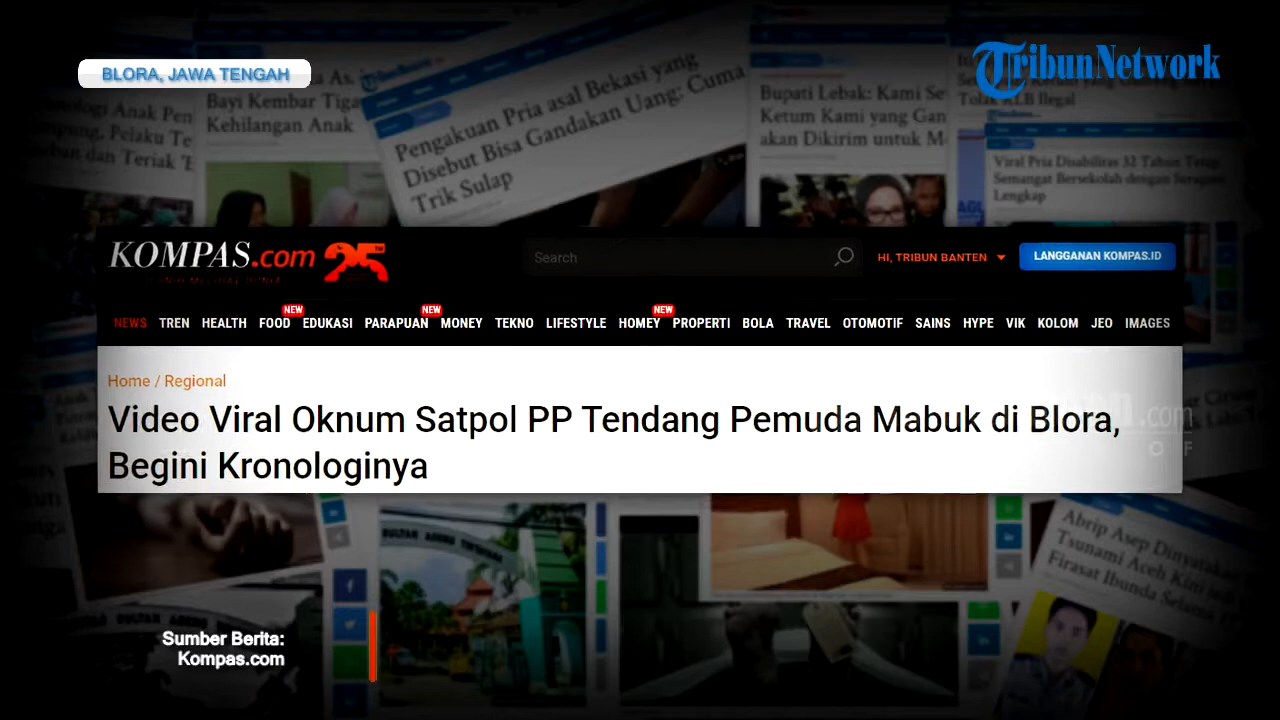 BLORA, JAWA TENGAH
TribunNetwork
Bayi Kembar Tiga
Kehilangan Anak
Pengakuan Pria asal Bekasi yang
Disebut Bisa Gandakan Uang: Cuma
Trik Sulap
Bupati Lebak: Kami Se
Ketum Kami yang Gan
akan Dikirim untuk M
Tolak KLB Ilegal
Viral Pria Disabilitas 32 Tahun Tetap
Semangat Bersekolah dengan Seragam
Lengkap
KOMPAS.com 25
Search
HI, TRIBUN BANTEN
LANGGANAN KOMPAS.ID
NEWS TREN HEALTH FOOD NEW EDUKASI PARAPUAN NEW MONEY TEKNO LIFESTYLE HOMEY NEW PROPERTI BOLA TRAVEL OTOMOTIF SAINS HYPE VIK KOLOM JEO IMAGES
Home / Regional
Video Viral Oknum Satpol PP Tendang Pemuda Mabuk di Blora,
Begini Kronologinya
Abrip Asep Dinyatakan
Tsunami Aceh Kini
Firasat Ibunda Selama
Sumber Berita:
Kompas.com